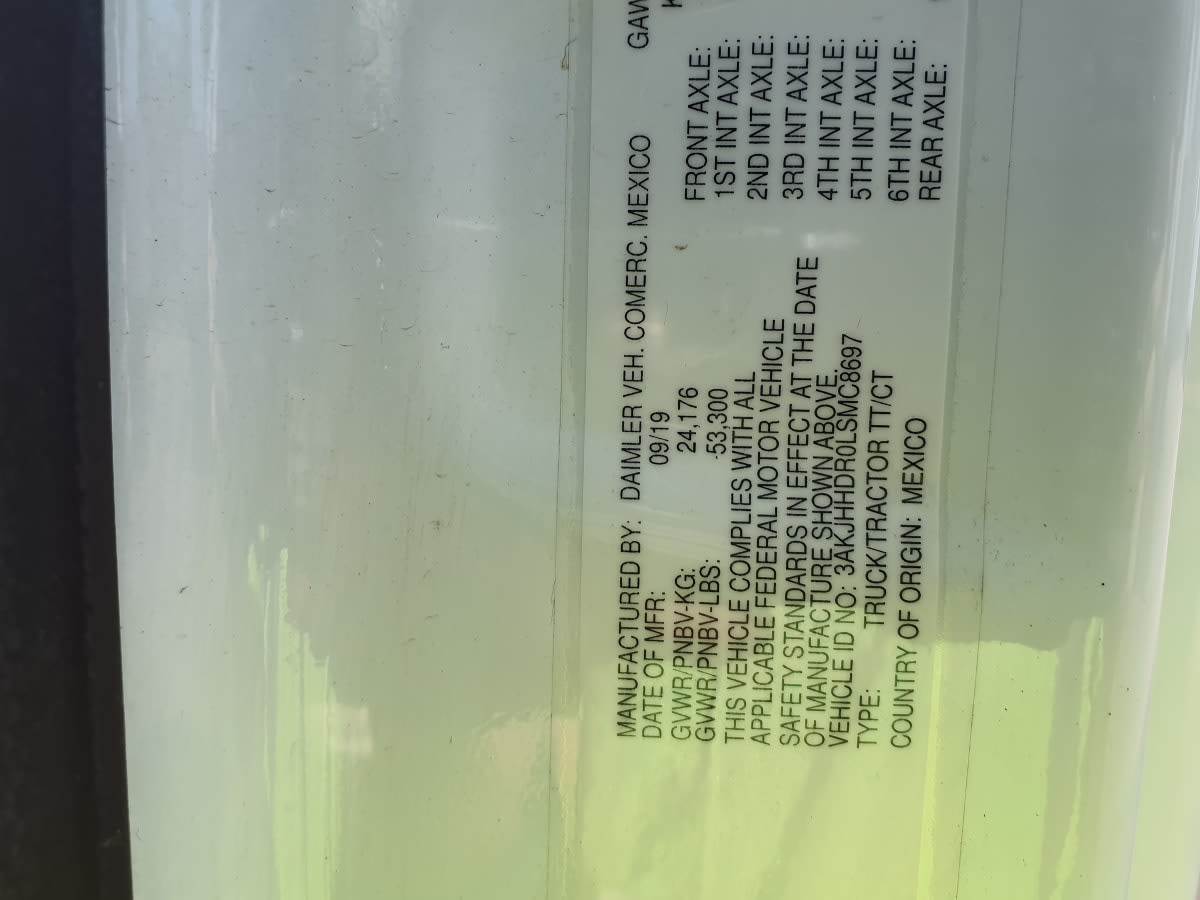 MANUFACTURED BY: DAIMLER VEH. COMERC. MEXICO GAW
DATE OF MFR: 09/19
GVWR/PNBV-KG: 24,176
GVWR/PNBV-LBS: 53,300
THIS VEHICLE COMPLIES WITH ALL
APPLICABLE FEDERAL MOTOR VEHICLE
SAFETY STANDARDS IN EFFECT AT THE DATE
OF MANUFACTURE SHOWN ABOVE.
VEHICLE ID NO: 3AKJHHDR0LSMC8697
TYPE: TRUCK/TRACTOR TT/CT
COUNTRY OF ORIGIN: MEXICO
FRONT AXLE:
1ST INT AXLE:
2ND INT AXLE:
3RD INT AXLE:
4TH INT AXLE:
5TH INT AXLE:
6TH INT AXLE:
REAR AXLE: